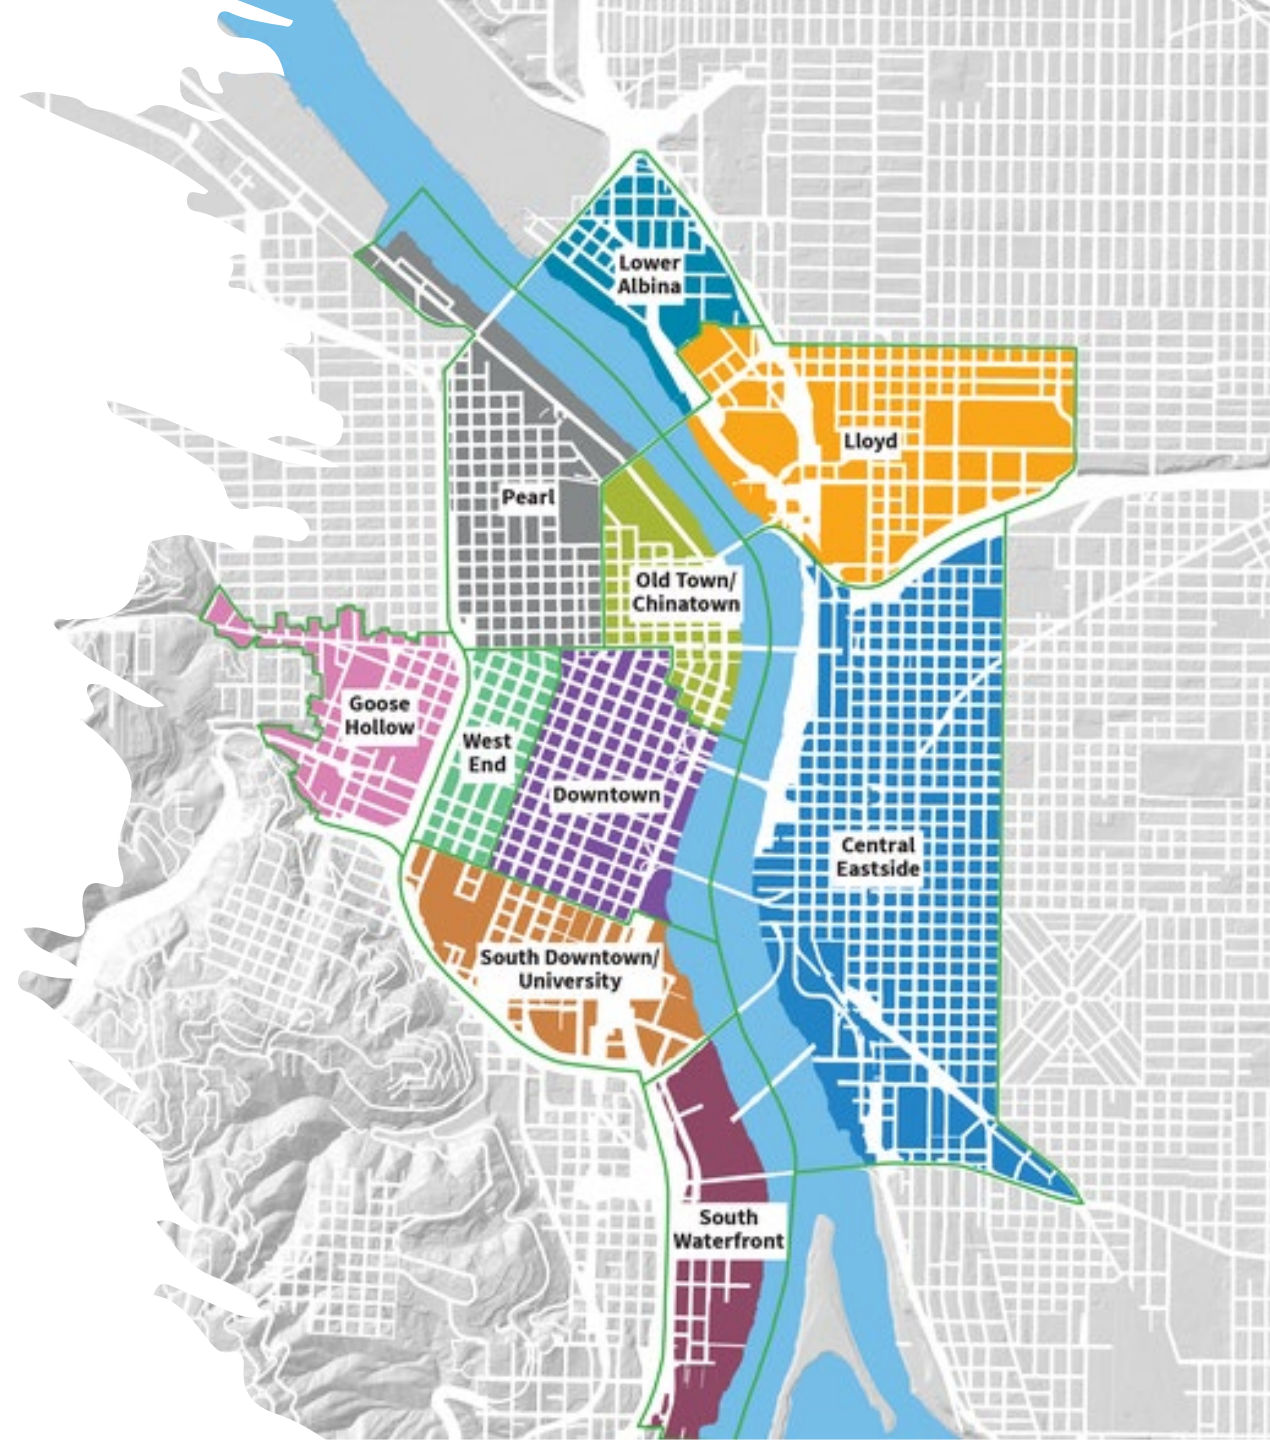 Lower
Albina
Lloyd
Pearl
Old Town/
Chinatown
Goose
Hollow
West
End
Downtown
Central
Eastside
South Downtown/
University
South
Waterfront